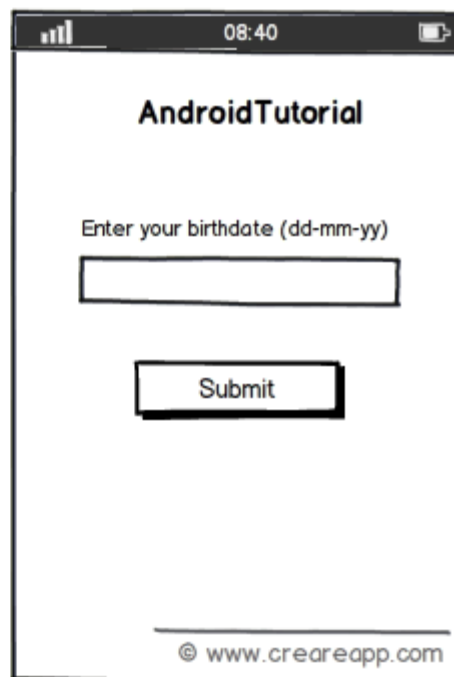 08:40
AndroidTutorial
Enter your birthdate (dd-mm-yy)
Submit
© www.creareapp.com